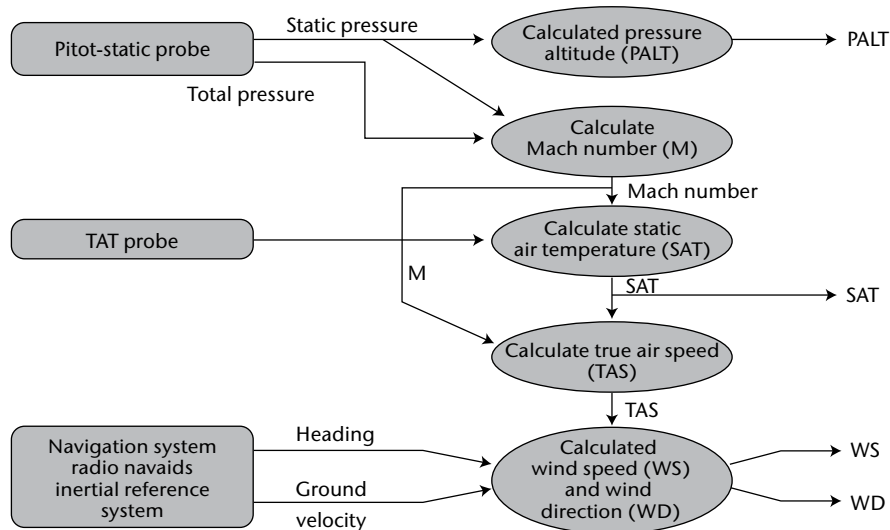 Static pressure
Pitot-static probe
Calculated pressure
altitude (PALT)
PALT
Total pressure
Calculate
Mach number (M)
Mach number
TAT probe
Calculate static
air temperature (SAT)
M
SAT
SAT
Calculate true air speed
(TAS)
TAS
Navigation system
radio navaids
inertial reference
system
Heading
Ground
velocity
Calculated
wind speed (WS)
and wind
direction (WD)
WS
WD